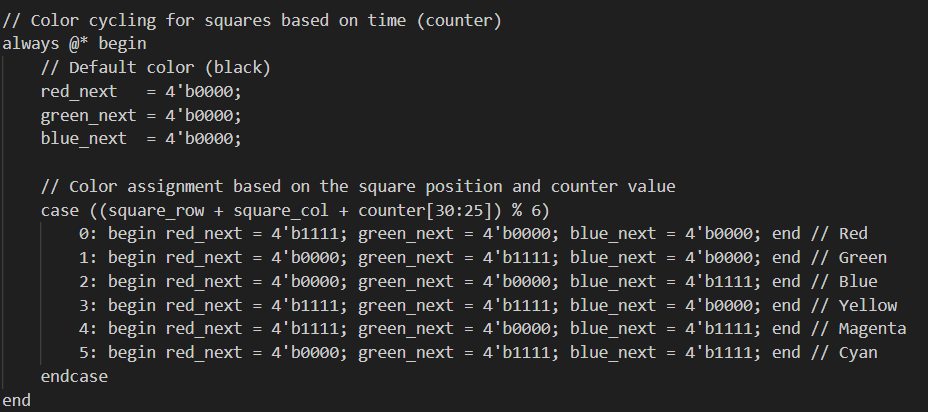 // Color cycling for squares based on time (counter)
always @* begin
    // Default color (black)
    red_next   = 4'b0000;
    green_next = 4'b0000;
    blue_next  = 4'b0000;

    // Color assignment based on the square position and counter value
    case ((square_row + square_col + counter[30:25]) % 6)
        0: begin red_next = 4'b1111; green_next = 4'b0000; blue_next = 4'b0000; end // Red
        1: begin red_next = 4'b0000; green_next = 4'b1111; blue_next = 4'b0000; end // Green
        2: begin red_next = 4'b0000; green_next = 4'b0000; blue_next = 4'b1111; end // Blue
        3: begin red_next = 4'b1111; green_next = 4'b1111; blue_next = 4'b0000; end // Yellow
        4: begin red_next = 4'b1111; green_next = 4'b0000; blue_next = 4'b1111; end // Magenta
        5: begin red_next = 4'b0000; green_next = 4'b1111; blue_next = 4'b1111; end // Cyan
    endcase
end